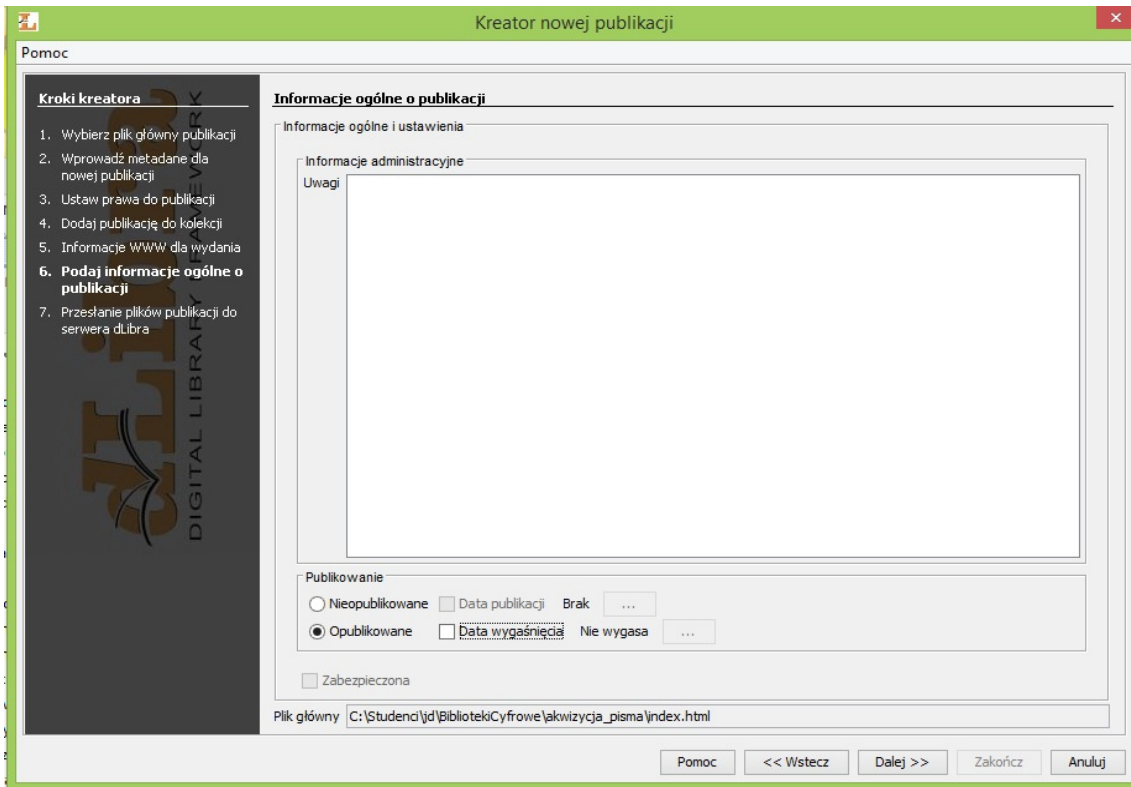 dL
Kreator nowej publikacji
Pomoc
Kroki kreatora
1. Wybierz plik główny publikacji
2. Wprowadź metadane dla
nowej publikacji
3. Ustaw prawa do publikacji
4. Dodaj publikację do kolekcji
5. Informacje WWW dla wydania
6. Podaj informacje ogólne o
publikacji
7. Przesłanie plików publikacji do
serwera dLibra
dLibra
DIGITAL LIBRARY FRAMEWORK
Informacje ogólne o publikacji
Informacje ogólne i ustawienia
Informacje administracyjne
Uwagi
Publikowanie
Nieopublikowane Data publikacji Brak ...
Opublikowane Data wygaśnięcia Nie wygasa ...
Zabezpieczona
Plik główny C:\Studenci\jd\BibliotekiCyfrowe\akwizycja_pisma\index.html
Pomoc << Wstecz Dalej >> Zakończ Anuluj